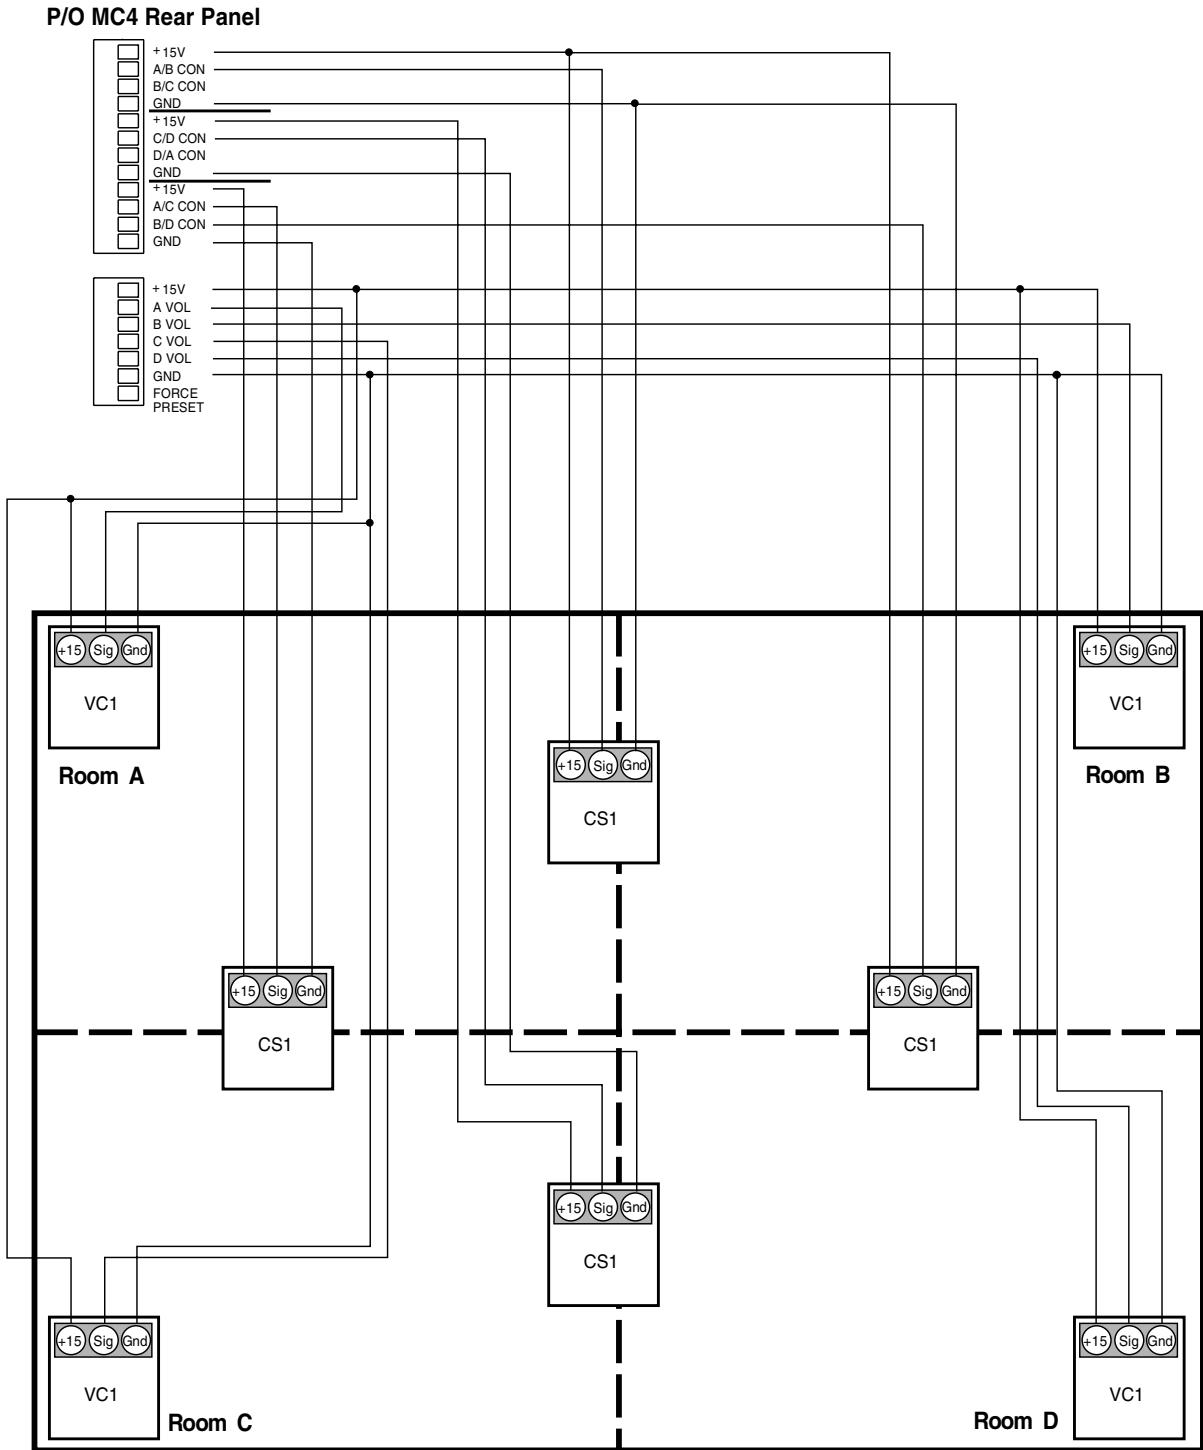 P/O MC4 Rear Panel
+15V
A/B CON
B/C CON
GND
+15V
C/D CON
D/A CON
GND
+15V
A/C CON
B/D CON
GND
+15V
A VOL
B VOL
C VOL
D VOL
GND
FORCE
PRESET
+15 Sig Gnd
VC1
Room A
+15 Sig Gnd
VC1
Room B
+15 Sig Gnd
CS1
+15 Sig Gnd
CS1
+15 Sig Gnd
CS1
+15 Sig Gnd
CS1
+15 Sig Gnd
VC1
Room C
+15 Sig Gnd
VC1
Room D